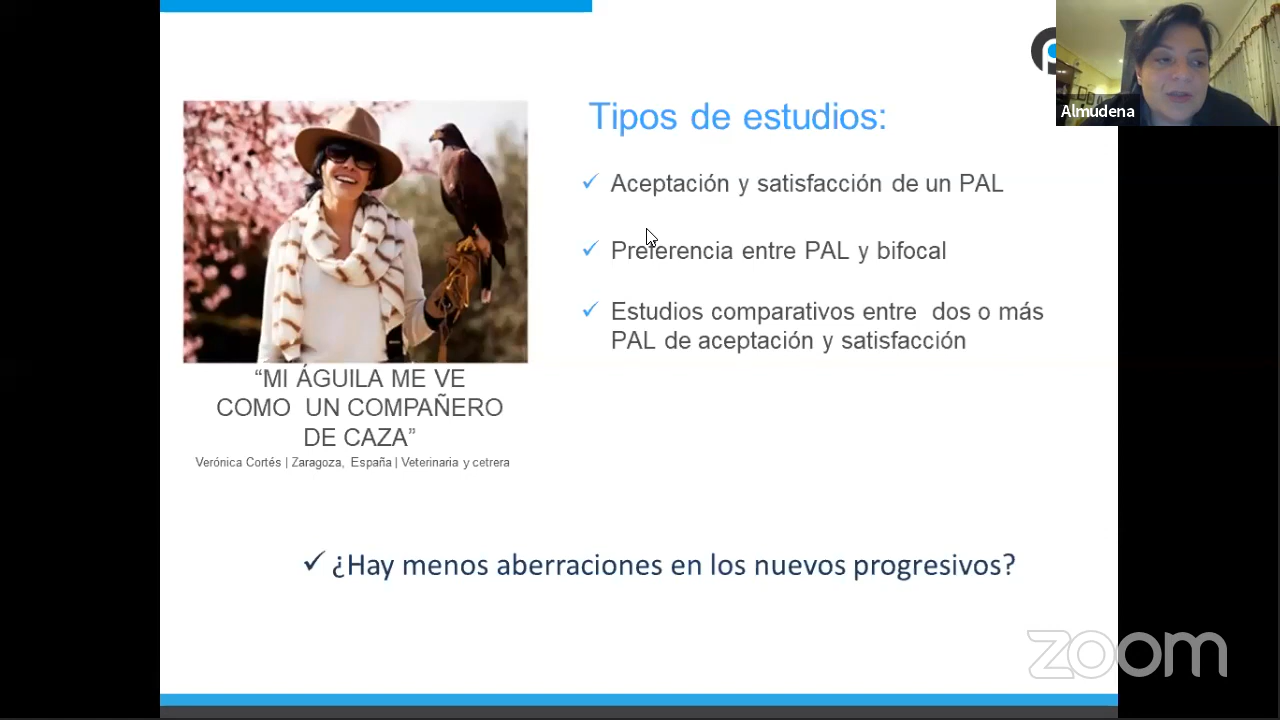 Almudena
Tipos de estudios:
✓ Aceptación y satisfacción de un PAL
✓ Preferencia entre PAL y bifocal
✓ Estudios comparativos entre dos o más
PAL de aceptación y satisfacción
“MI ÁGUILA ME VE
COMO UN COMPAÑERO
DE CAZA”
Verónica Cortés | Zaragoza, España | Veterinaria y cetrera
✓ ¿Hay menos aberraciones en los nuevos progresivos?
zoom